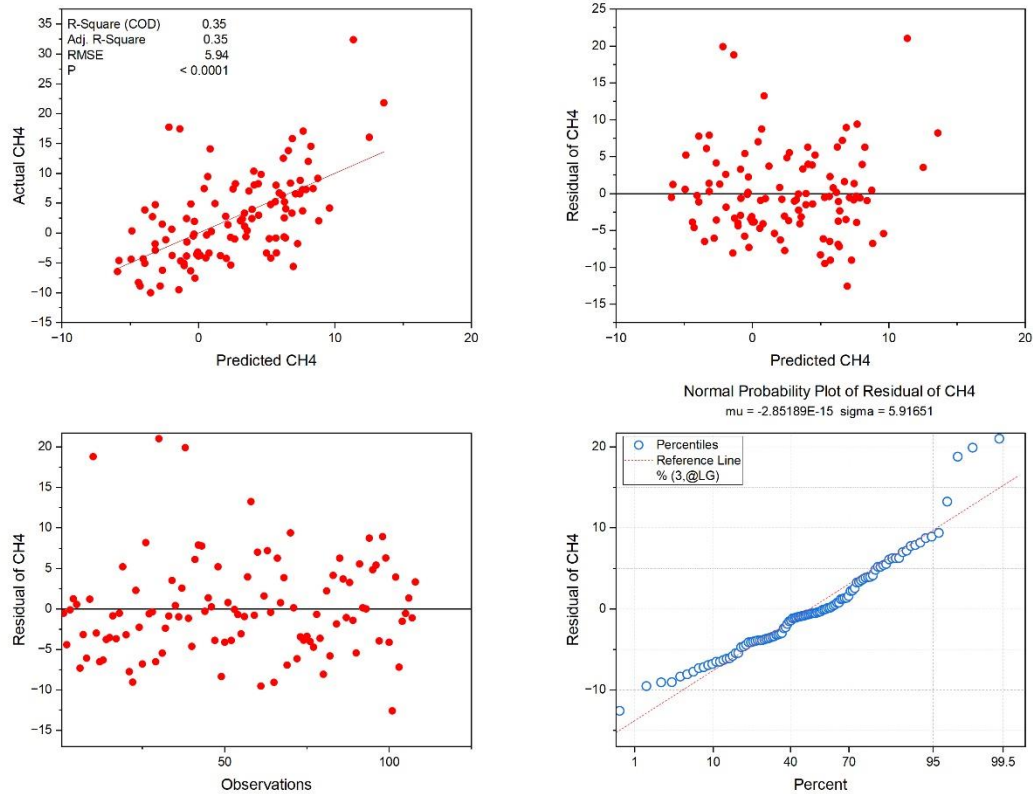 40
35
30
25
20
15
10
5
0
−5
−10
−15
−10
0
10
20
R-Square (COD) 0.35
Adj. R-Square 0.35
RMSE 5.94
P < 0.0001
Actual CH4
Predicted CH4
25
20
15
10
5
0
−5
−10
−15
−10
0
10
20
Residual of CH4
Predicted CH4
20
15
10
5
0
−5
−10
−15
50
100
Residual of CH4
Observations
Normal Probability Plot of Residual of CH4
mu = -2.85189E-15 sigma = 5.91651
Percentiles
Reference Line
% (3,@LG)
20
10
0
−10
1
10
40
70
95
99.5
Residual of CH4
Percent